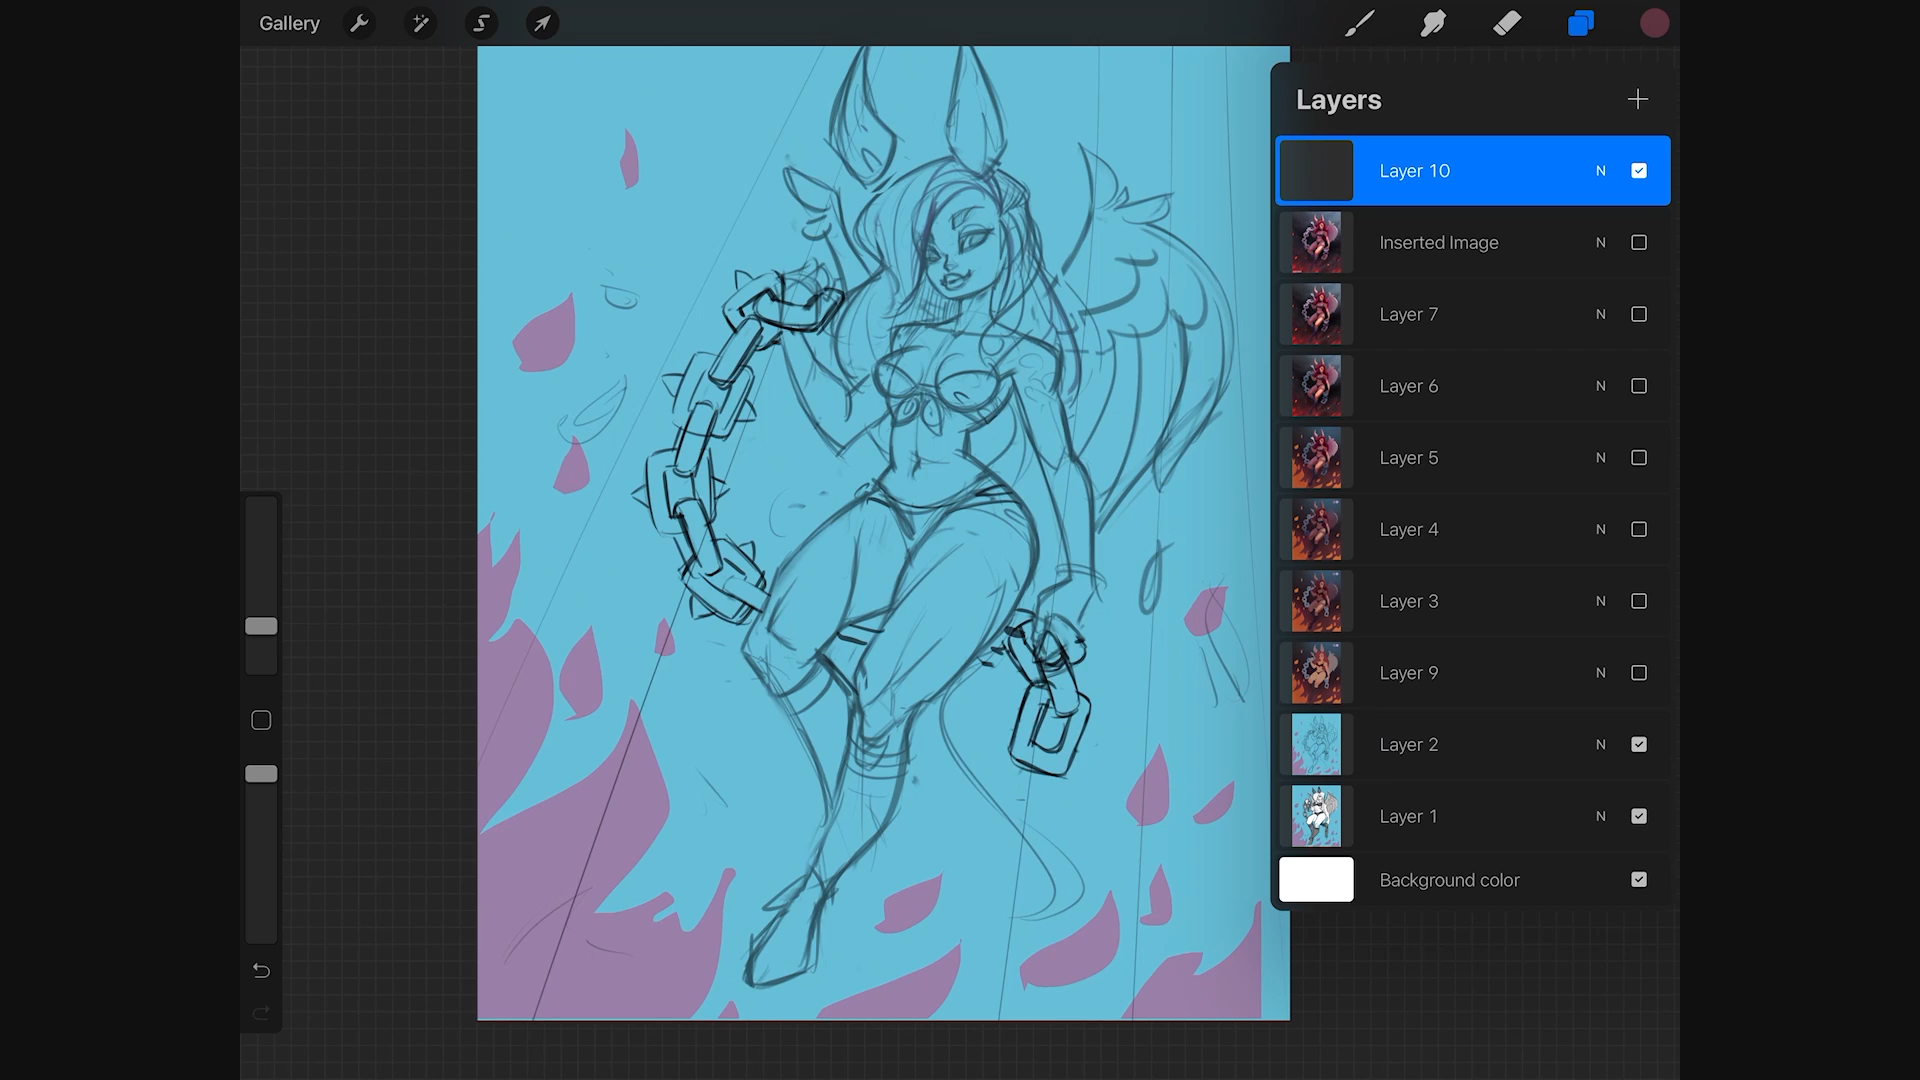 Gallery
Layers
Layer 10 N
Inserted Image N
Layer 7 N
Layer 6 N
Layer 5 N
Layer 4 N
Layer 3 N
Layer 9 N
Layer 2 N
Layer 1 N
Background color